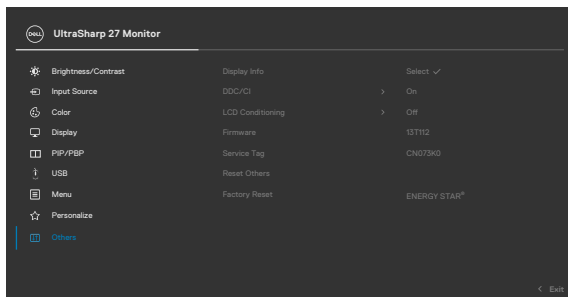 DELL UltraSharp 27 Monitor
Brightness/Contrast Display Info Select ✓
Input Source DDC/CI > On
Color LCD Conditioning > Off
Display Firmware 13T112
PIP/PBP Service Tag CN073K0
USB Reset Others
Menu Factory Reset ENERGY STAR®
Personalize
Others
< Exit